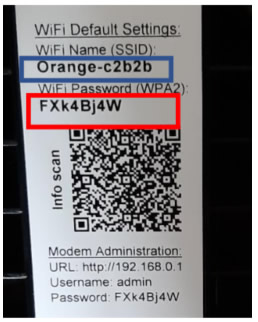 WiFi Default Settings:
WiFi Name (SSID):
Orange-c2b2b
WiFi Password (WPA2):
FXk4Bj4W
Info scan
Modem Administration:
URL: http://192.168.0.1
Username: admin
Password: FXk4Bj4W